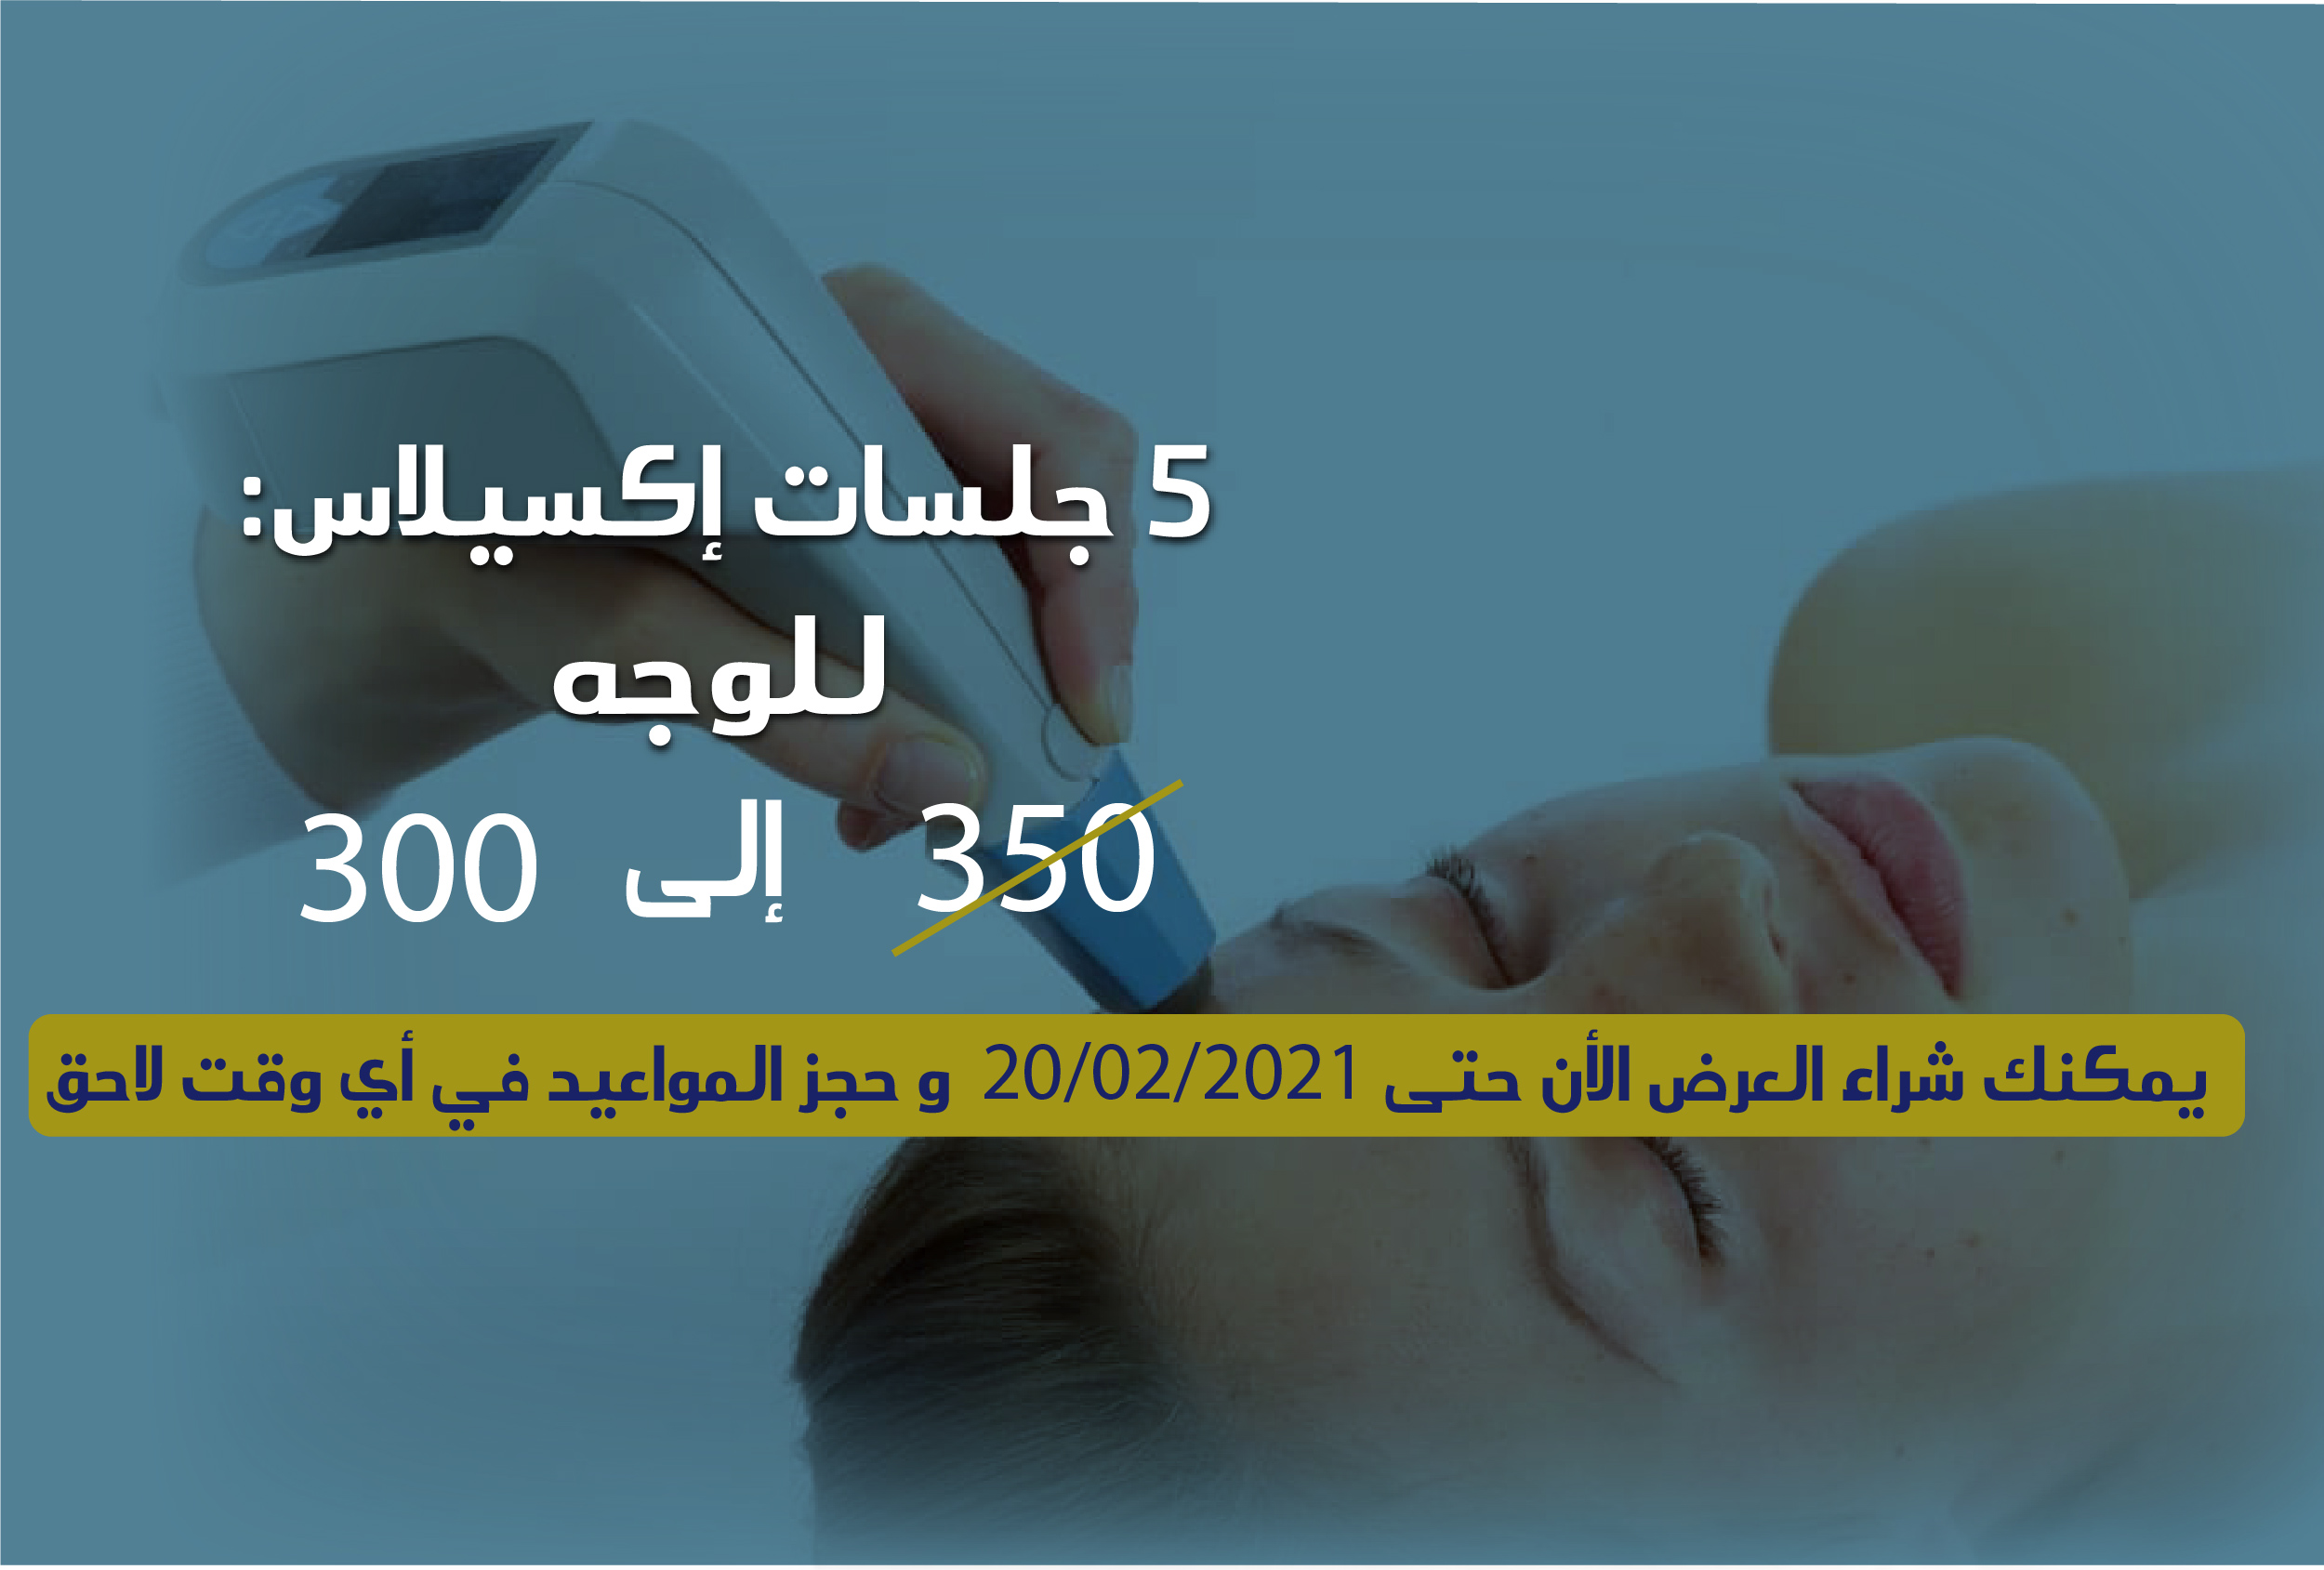 5 جلسات إكسيلاس:
للوجه
350 إلى 300
يمكنك شراء العرض الأن حتى 20/02/2021 و حجز المواعيد في أي وقت لاحق